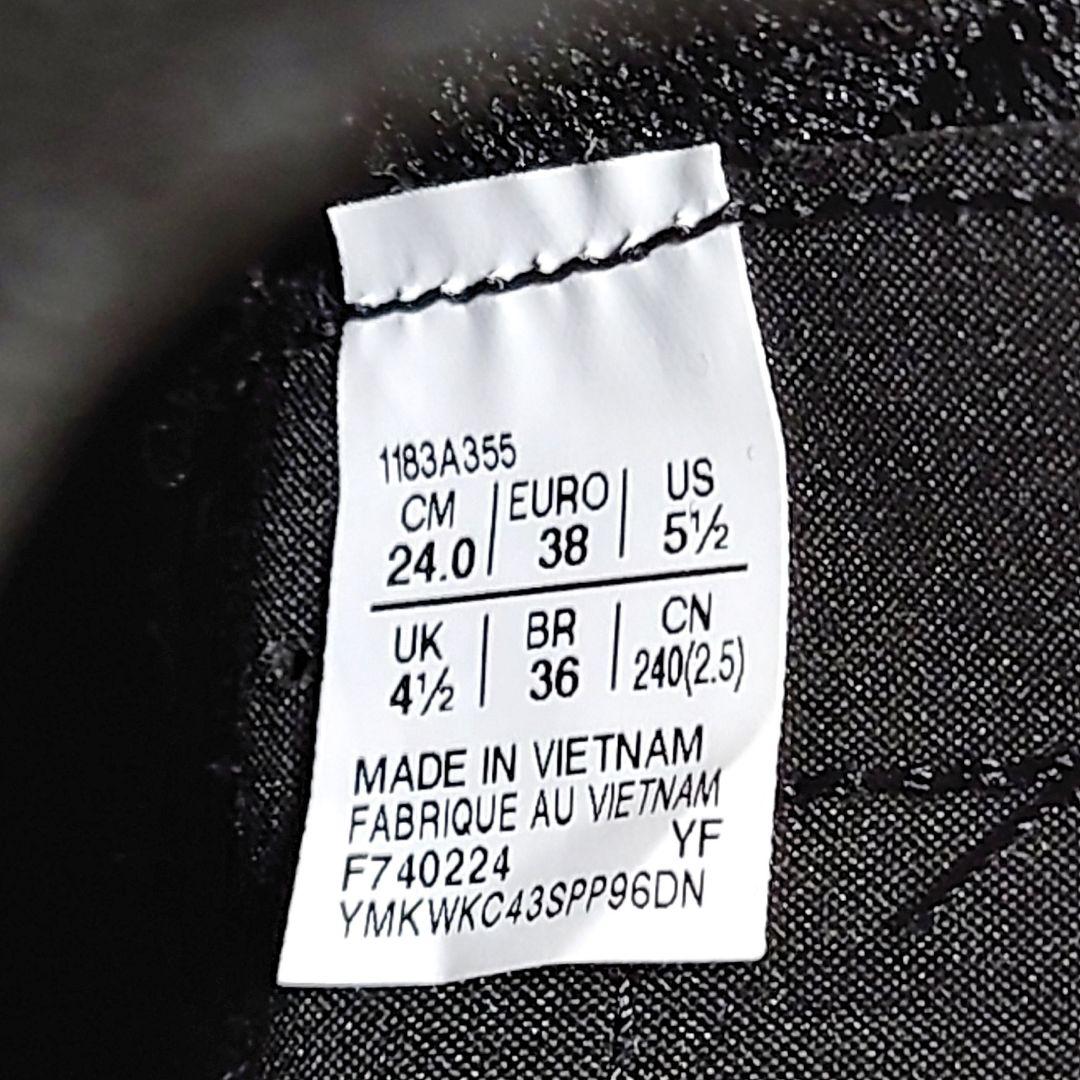 1183A355
CM | EURO | US
24.0 | 38 | 5½
UK | BR | CN
4½ | 36 | 240(2.5)
MADE IN VIETNAM
FABRIQUE AU VIETNAM
F740224 YF
YMKWKC43SPP96DN